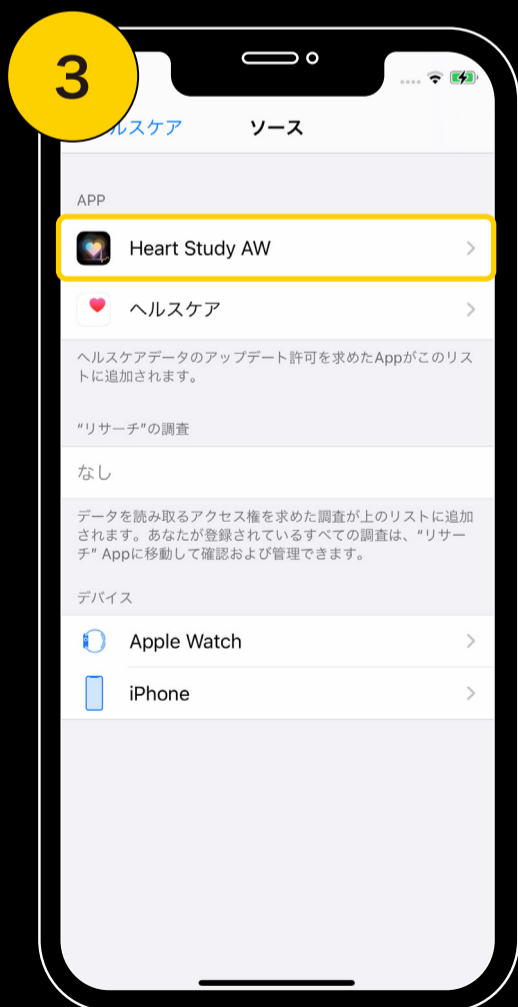 3
ルスケア
ソース
APP
Heart Study AW
ヘルスケア
ヘルスケアデータのアップデート許可を求めたAppがこのリス
トに追加されます。
“リサーチ”の調査
なし
データを読み取るアクセス権を求めた調査が上のリストに追加
されます。あなたが登録されているすべての調査は、“リサー
チ” Appに移動して確認および管理できます。
デバイス
Apple Watch
iPhone